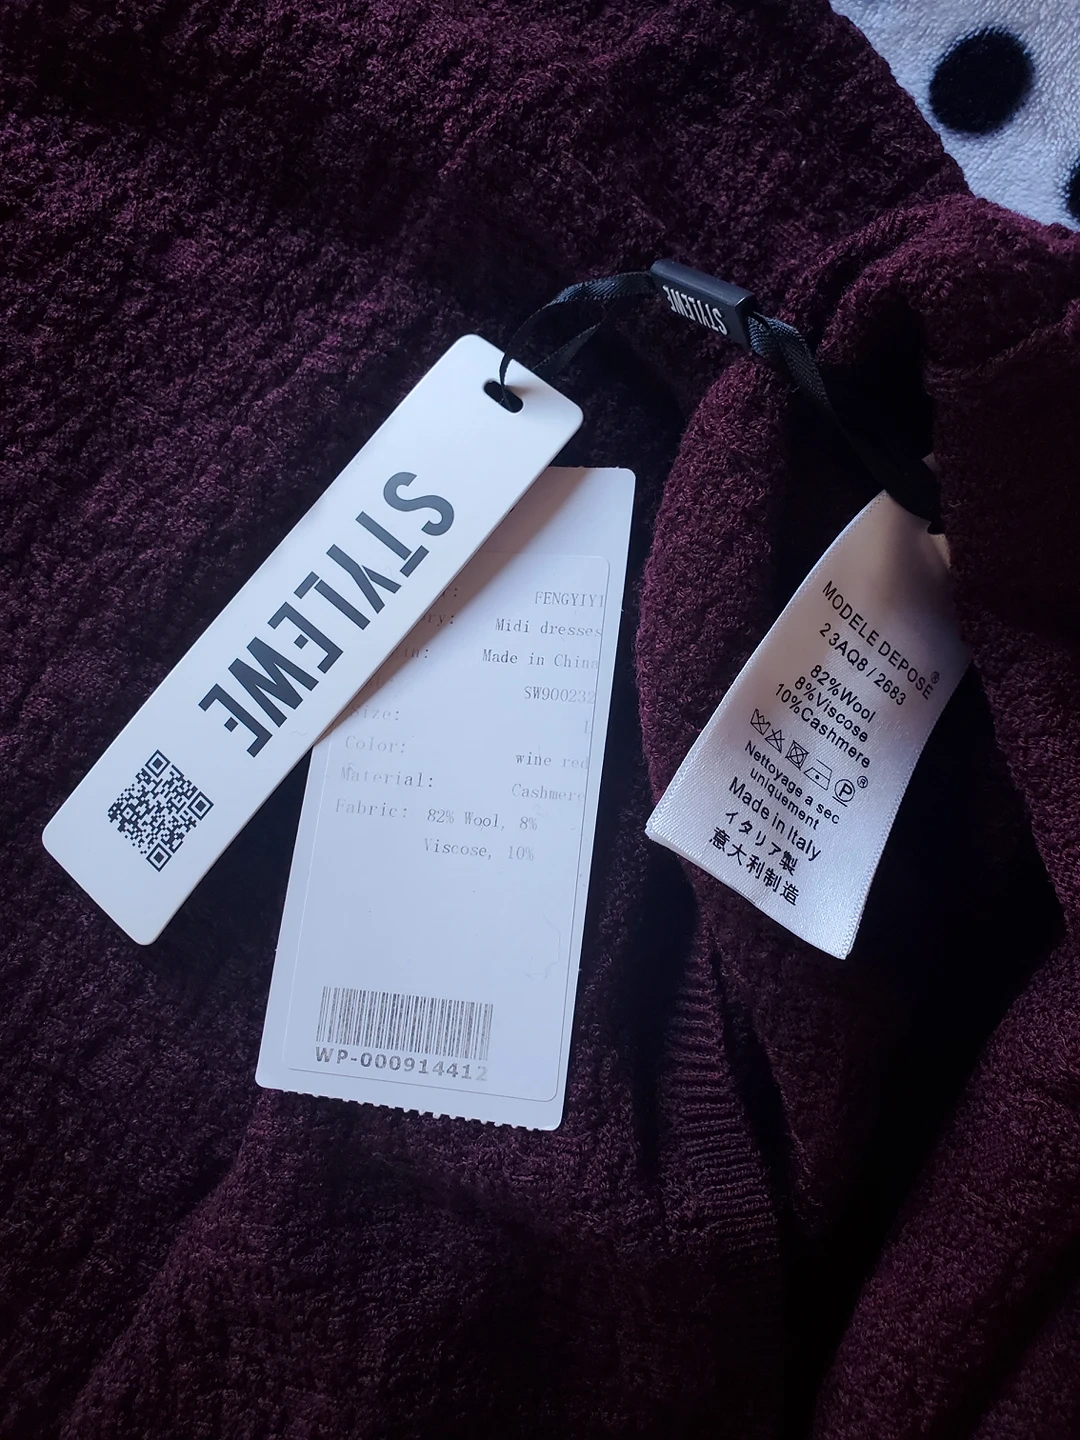 STYLEWE
STYLEWE
FENGYIYI
Midi dresses
Made in China
SW900232
Size:
Color: wine red
Material: Cashmere
Fabric: 82% Wool, 8%
Viscose, 10%
WP-000914412
MODELE DEPOSE®
23AQ8 / 2683
82%Wool
8%Viscose
10%Cashmere
P®
Nettoyage a sec
uniquement
Made in Italy
イタリア製
意大利制造